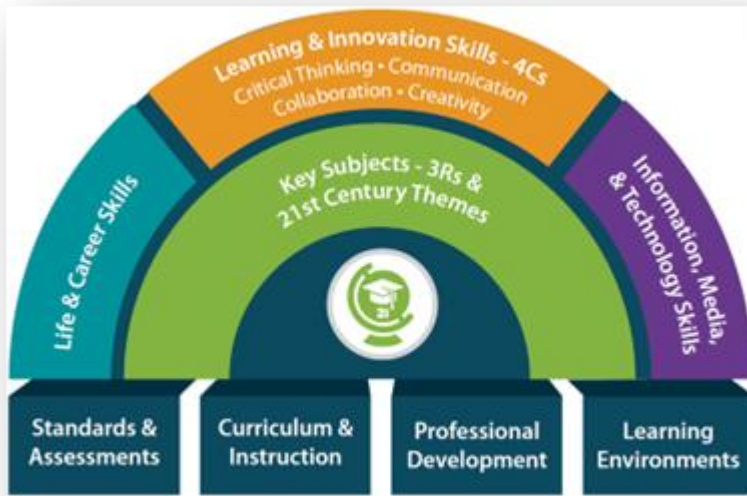 Learning & Innovation Skills - 4Cs
Critical Thinking • Communication
Collaboration • Creativity
Life & Career Skills
Key Subjects - 3Rs &
21st Century Themes
Information, Media,
& Technology Skills
21
Standards &
Assessments
Curriculum &
Instruction
Professional
Development
Learning
Environments